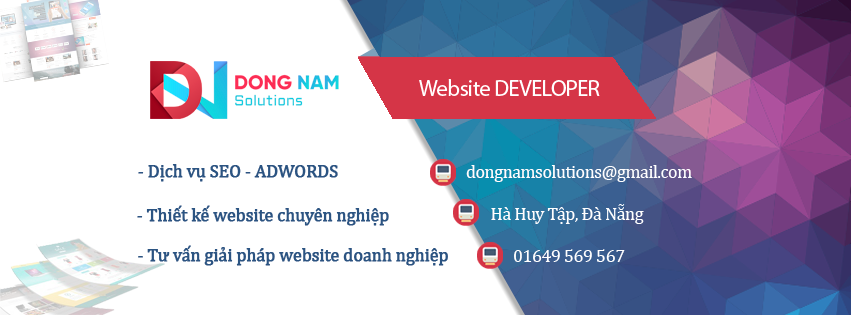 DN DONG NAM
Solutions
Website DEVELOPER
- Dịch vụ SEO - ADWORDS
- Thiết kế website chuyên nghiệp
- Tư vấn giải pháp website doanh nghiệp
dongnamsolutions@gmail.com
Hà Huy Tập, Đà Nẵng
01649 569 567